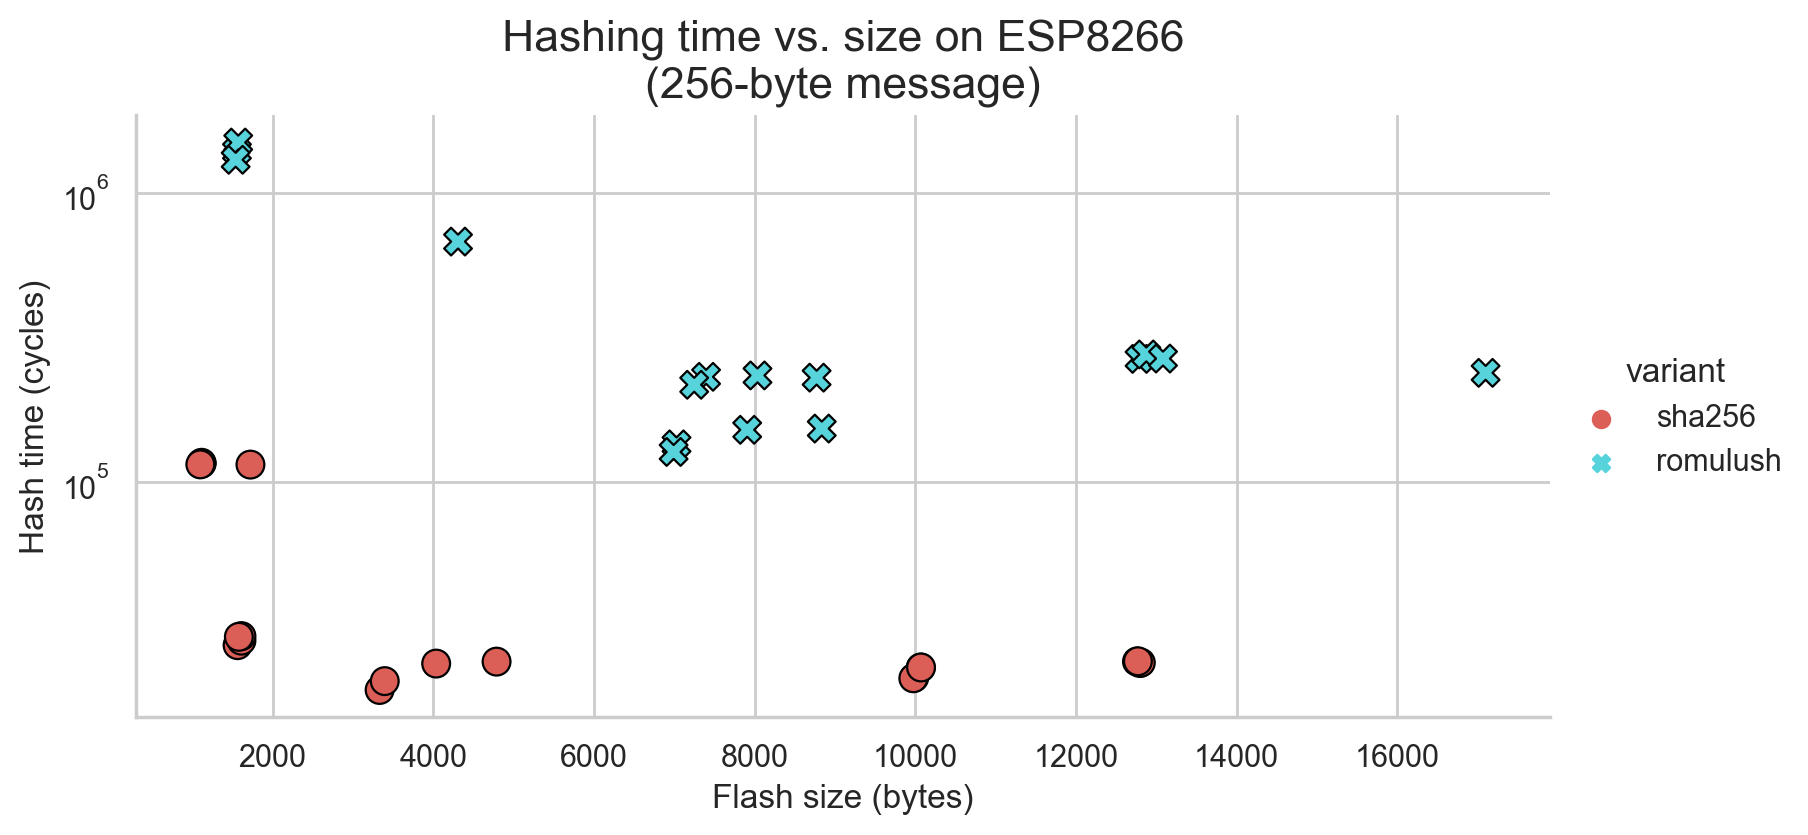 Hashing time vs. size on ESP8266
(256-byte message)
Hash time (cycles)
10^6
10^5
2000 4000 6000 8000 10000 12000 14000 16000
Flash size (bytes)
variant
sha256
romulush